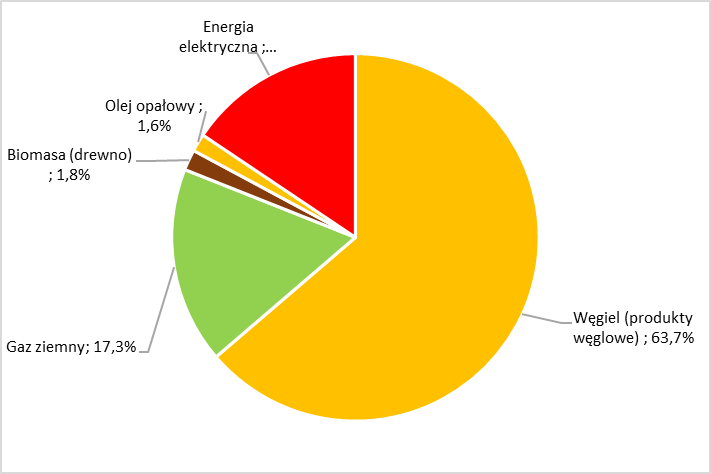 Energia
elektryczna ;...
Olej opałowy ;
1,6%
Biomasa (drewno)
; 1,8%
Gaz ziemny; 17,3%
Węgiel (produkty
węglowe) ; 63,7%